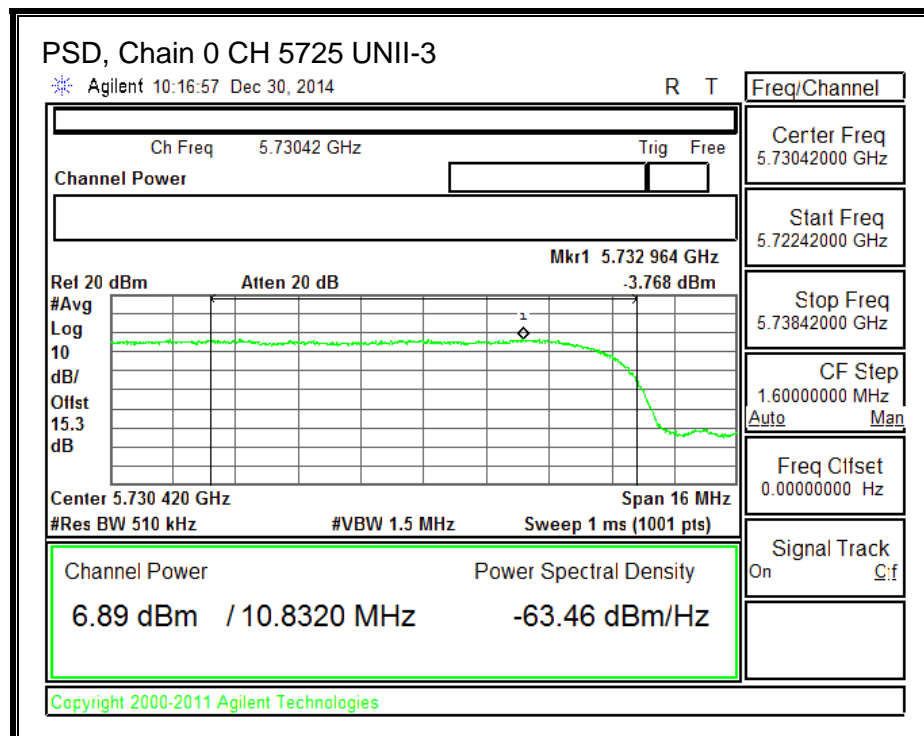 PSD, Chain 0 CH 5725 UNII-3
Agilent 10:16:57 Dec 30, 2014 R T
Freq/Channel
Ch Freq 5.73042 GHz Trig Free
Channel Power
Center Freq
5.73042000 GHz
Start Freq
5.72242000 GHz
Stop Freq
5.73842000 GHz
CF Step
1.60000000 MHz
Auto Man
Freq Offset
0.00000000 Hz
Signal Track
On Off
Mkr1 5.732 964 GHz
Ref 20 dBm Atten 20 dB -3.768 dBm
#Avg
Log
10
dB/
Offst
15.3
dB
1
Center 5.730 420 GHz Span 16 MHz
#Res BW 510 kHz #VBW 1.5 MHz Sweep 1 ms (1001 pts)
Channel Power Power Spectral Density
6.89 dBm / 10.8320 MHz -63.46 dBm/Hz
Copyright 2000-2011 Agilent Technologies